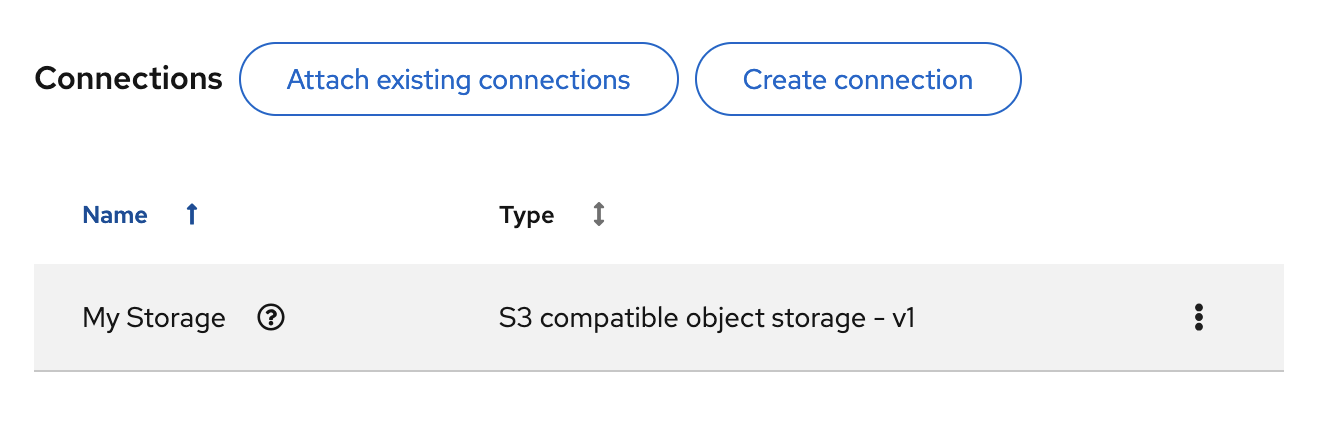 Connections Attach existing connections Create connection
Name Type
My Storage S3 compatible object storage - v1